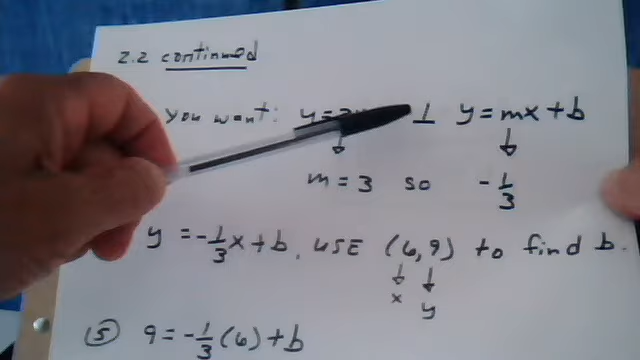 2.2 continued
You want: y = 3x ⊥ y = mx + b
↓ ↓
m = 3 so -1/3
y = -1/3x + b, USE (6,9) to find b.
↓ ↓
x y
⑤ 9 = -1/3(6) + b